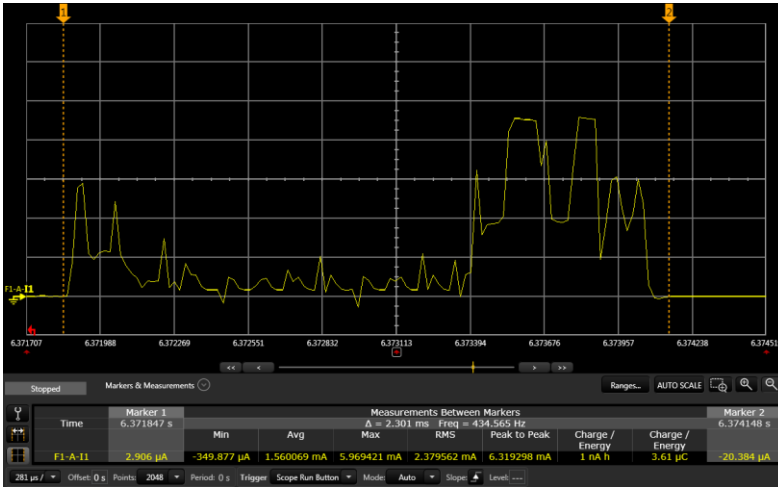 1 2
F1-A-I1
6.371707 6.371988 6.372269 6.372551 6.372832 6.373113 6.373394 6.373676 6.373957 6.374238 6.37451
<< < > >>
Stopped Markers & Measurements Ranges... AUTO SCALE
Marker 1 Measurements Between Markers Marker 2
Time 6.371847 s Δ = 2.301 ms Freq = 434.565 Hz 6.374148 s
Min Avg Max RMS Peak to Peak Charge / Energy Charge / Energy
F1-A-I1 2.906 µA -349.877 µA 1.560069 mA 5.969421 mA 2.379562 mA 6.319298 mA 1 nA h 3.61 µC -20.384 µA
281 µs / Offset: 0 s Points: 2048 Period: 0 s Trigger Scope Run Button Mode: Auto Slope: Level: ---